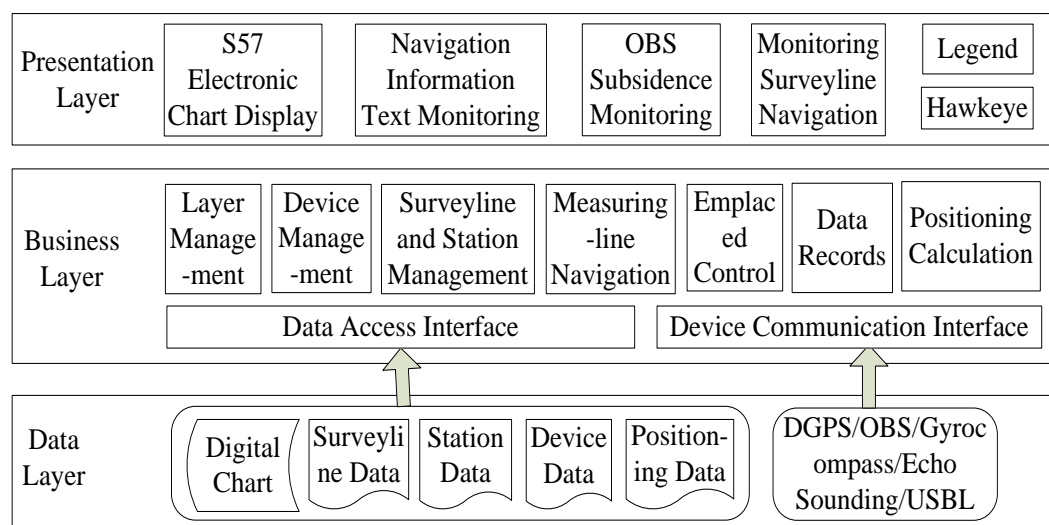 Presentation
Layer
S57
Electronic
Chart Display
Navigation
Information
Text Monitoring
OBS
Subsidence
Monitoring
Monitoring
Surveyline
Navigation
Legend
Hawkeye
Business
Layer
Layer
Manage
-ment
Device
Manage
-ment
Surveyline
and Station
Management
Measuring
-line
Navigation
Emplac
ed
Control
Data
Records
Positioning
Calculation
Data Access Interface
Device Communication Interface
Data
Layer
Digital
Chart
Surveyli
ne Data
Station
Data
Device
Data
Position-
ing Data
DGPS/OBS/Gyroc
ompass/Echo
Sounding/USBL